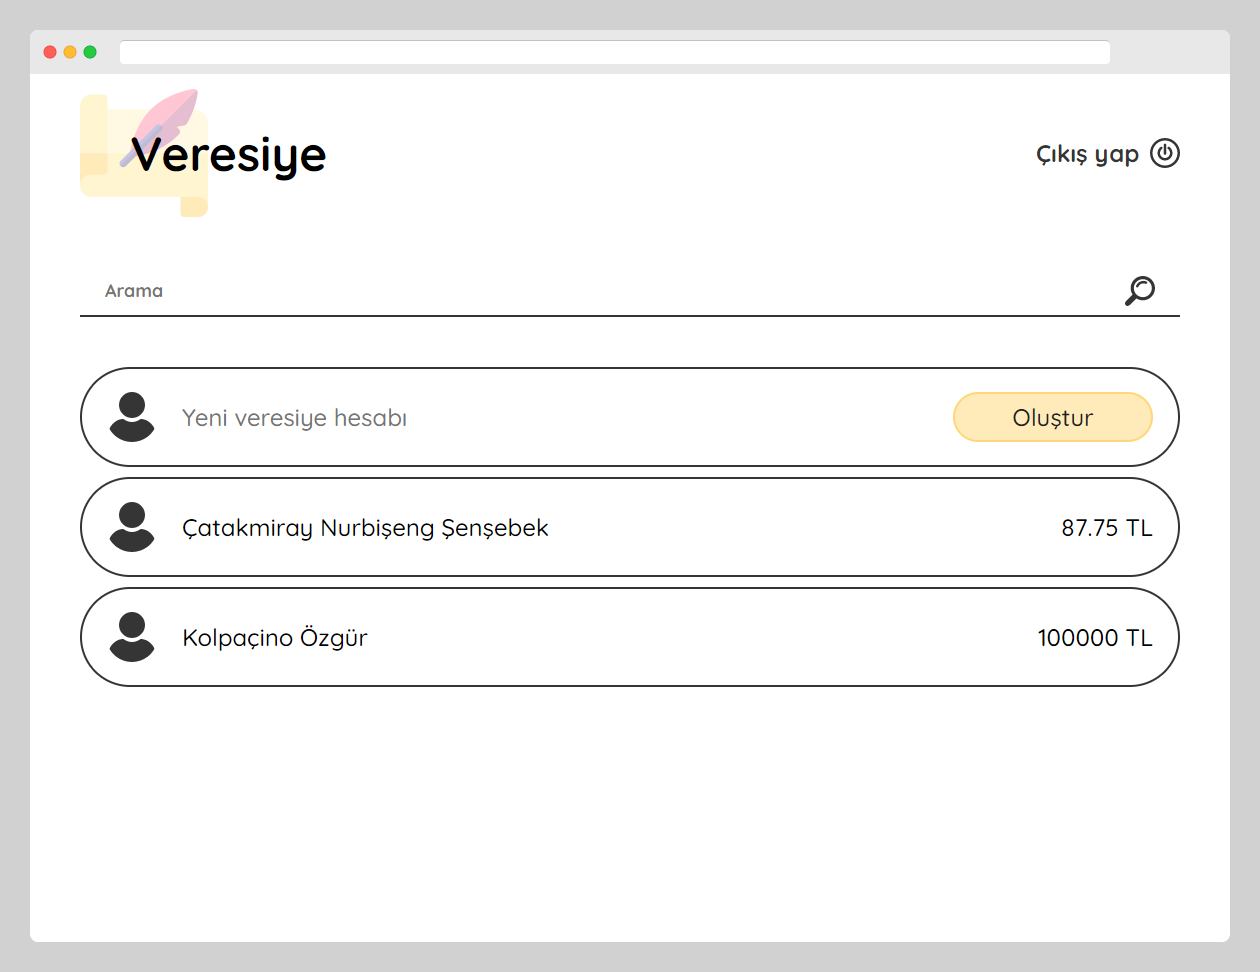 Veresiye
Çıkış yap
Arama
Yeni veresiye hesabı
Oluştur
Çatakmiray Nurbişeng Şenşebek
87.75 TL
Kolpaçino Özgür
100000 TL